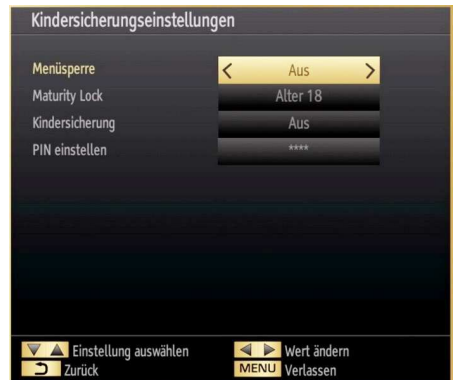 Kindersicherungseinstellungen
Menüsperre < Aus >
Maturity Lock Alter 18
Kindersicherung Aus
PIN einstellen ****
Einstellung auswählen Wert ändern
Zurück MENU Verlassen